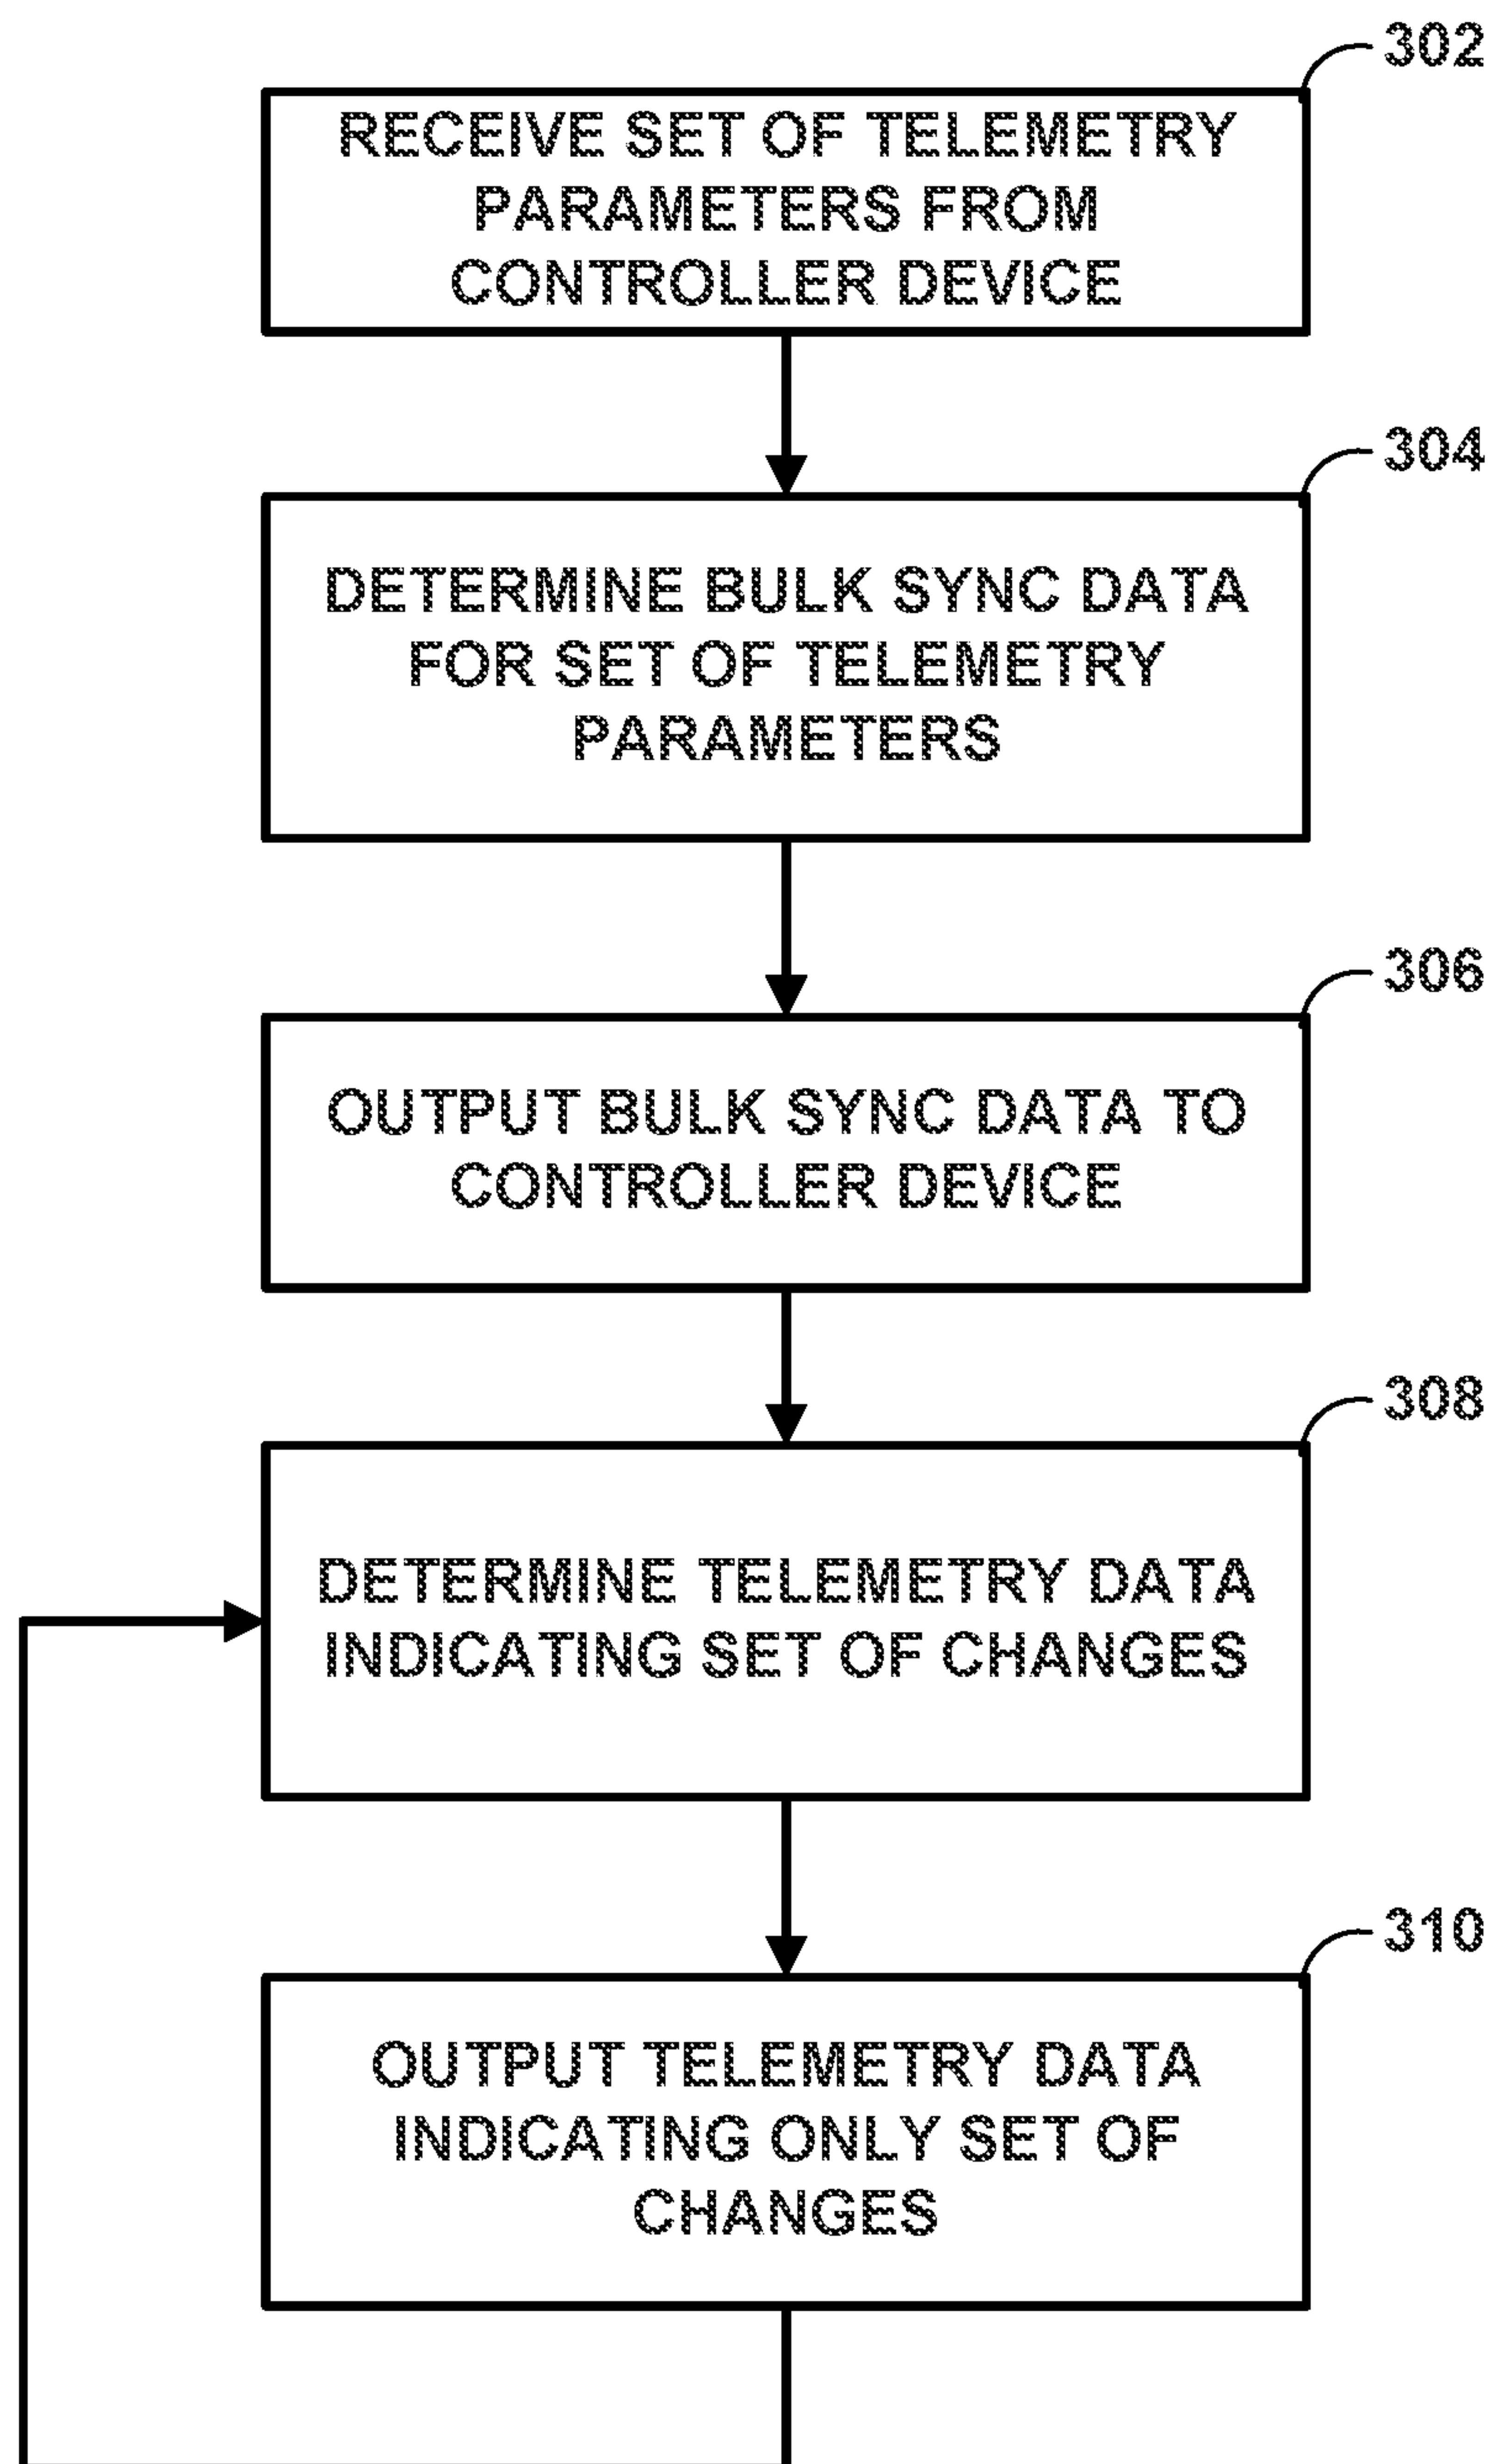 302
RECEIVE SET OF TELEMETRY
PARAMETERS FROM
CONTROLLER DEVICE
304
DETERMINE BULK SYNC DATA
FOR SET OF TELEMETRY
PARAMETERS
306
OUTPUT BULK SYNC DATA TO
CONTROLLER DEVICE
308
DETERMINE TELEMETRY DATA
INDICATING SET OF CHANGES
310
OUTPUT TELEMETRY DATA
INDICATING ONLY SET OF
CHANGES